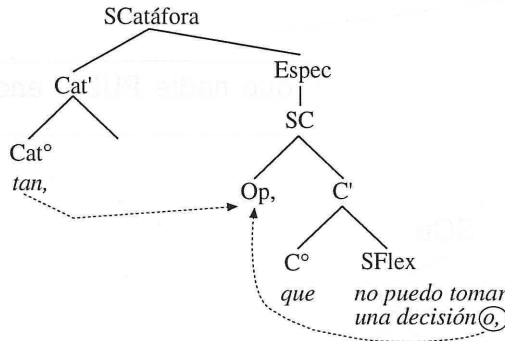 SCatáfora
Cat' Espec
SC
Cat°
tan, Op, C'
C° SFlex
que no puedo tomar
una decisión o,